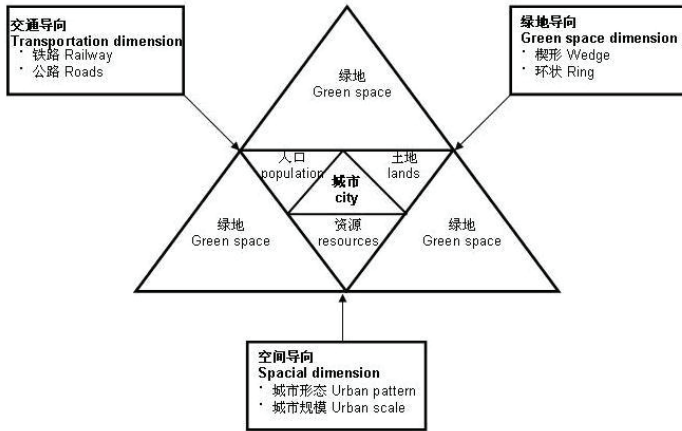 交通导向
Transportation dimension
· 铁路 Railway
· 公路 Roads
绿地导向
Green space dimension
· 楔形 Wedge
· 环状 Ring
绿地
Green space
人口
population
土地
lands
城市
city
绿地
Green space
资源
resources
绿地
Green space
空间导向
Spacial dimension
· 城市形态 Urban pattern
· 城市规模 Urban scale